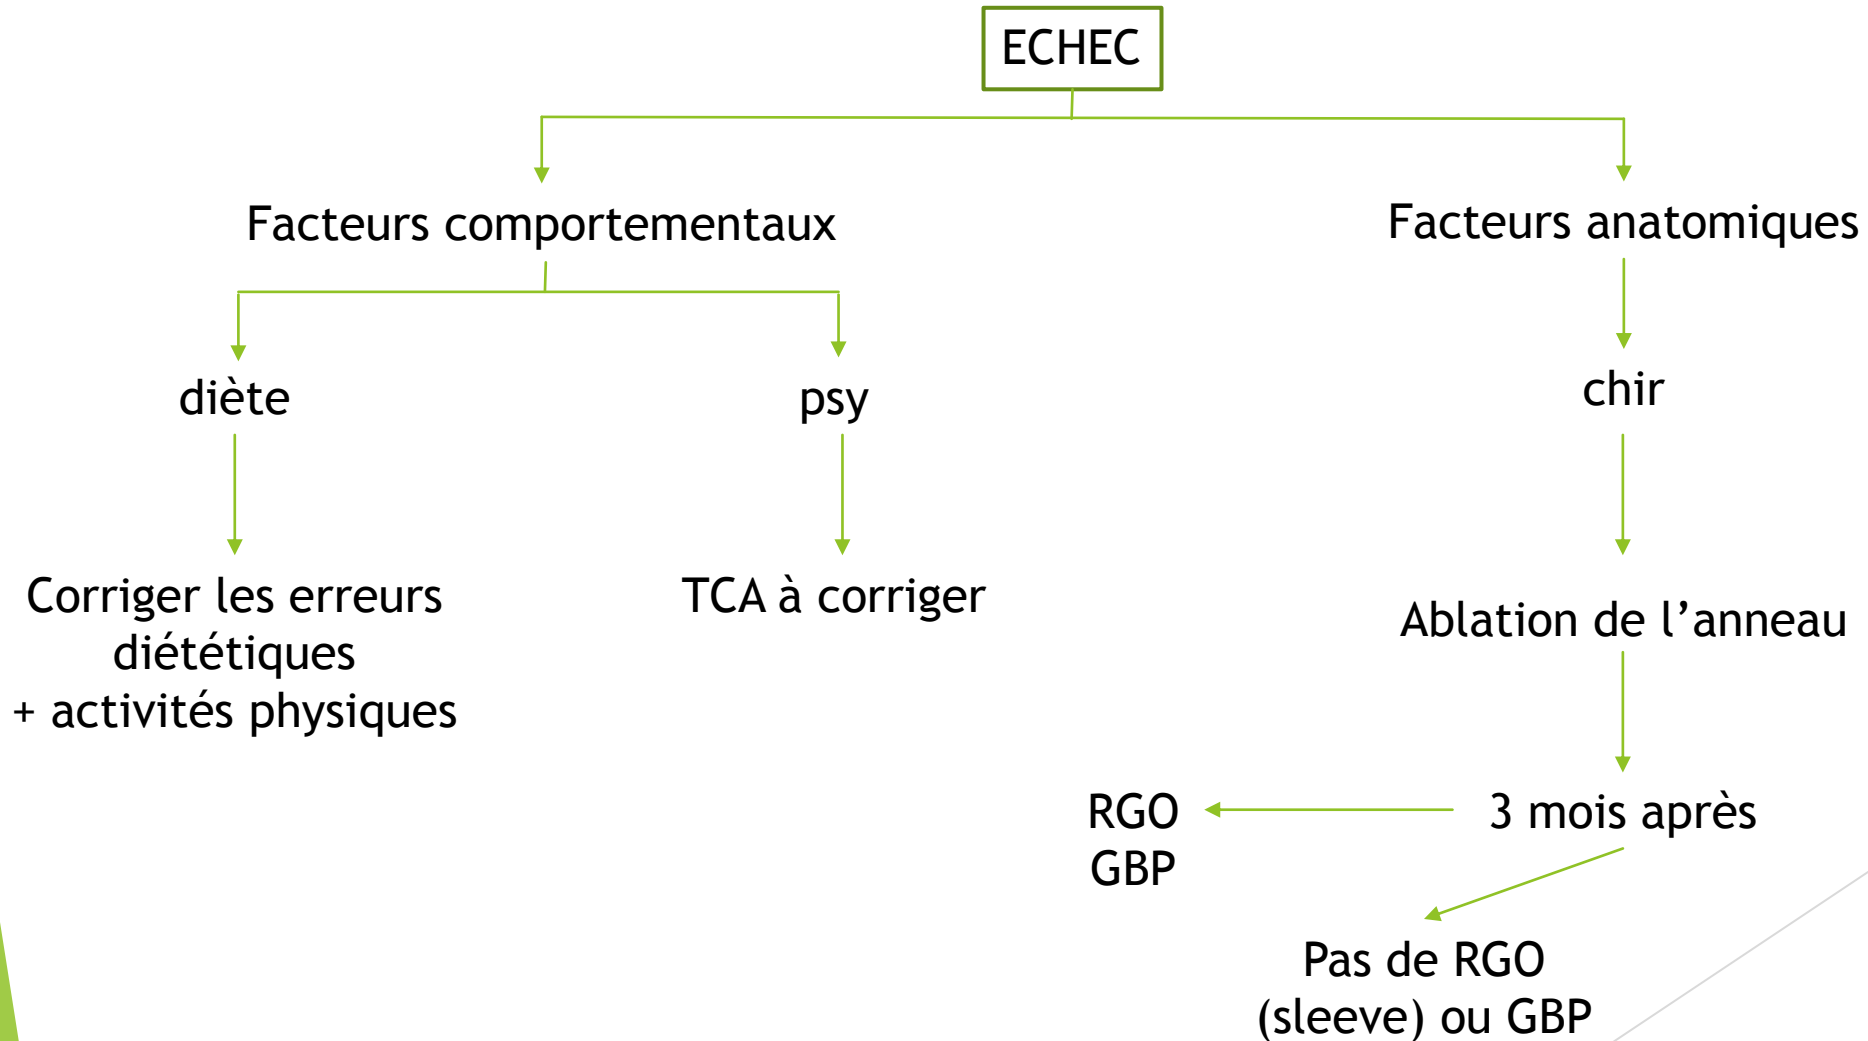 ECHEC
Facteurs comportementaux
Facteurs anatomiques
diète
psy
chir
Corriger les erreurs
diététiques
+ activités physiques
TCA à corriger
Ablation de l’anneau
3 mois après
RGO
GBP
Pas de RGO
(sleeve) ou GBP